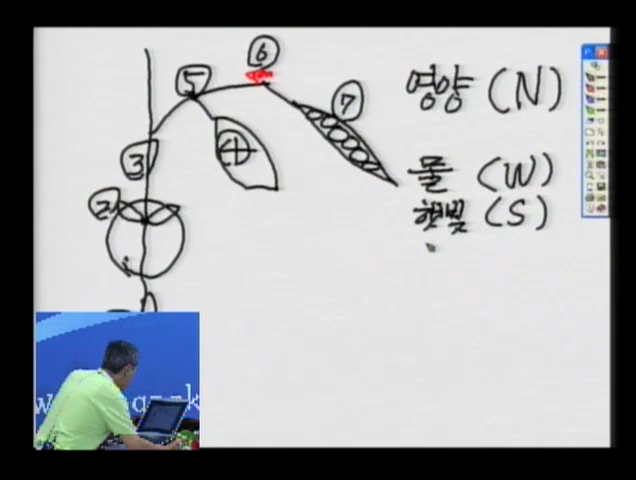 ⑥
⑤
⑦
영양 (N)
④
③
물 (W)
②
햇빛 (S)